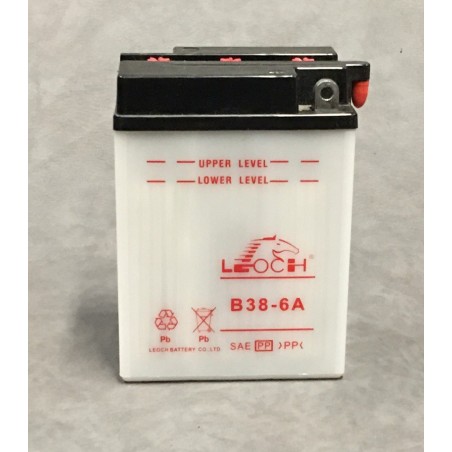 UPPER LEVEL
LOWER LEVEL
LEOCH®
B38-6A
Pb Pb
LEOCH BATTERY CO.,LTD.
SAE PP >PP<